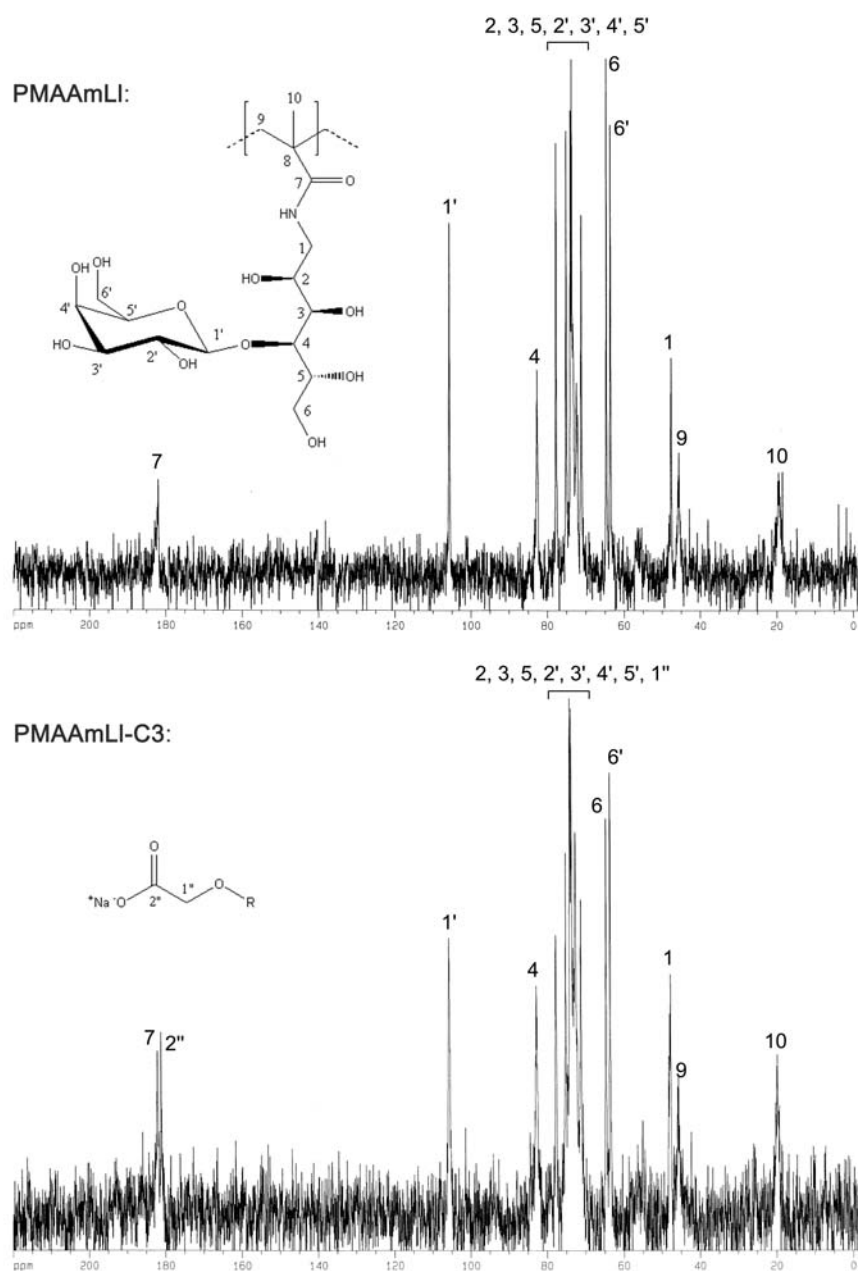 2, 3, 5, 2', 3', 4', 5'
6
6'
PMAAmLI:
10
9
8
7
O
HN
1
HO
2
OH
3
OH
6'
4'
5'
O
HO
3'
2'
OH
1'
O
4
5
OH
6
OH
1'
4
1
9
10
7
ppm 200 180 160 140 120 100 80 60 40 20 0
2, 3, 5, 2', 3', 4', 5', 1"
PMAAmLI-C3:
6'
6
O
1"
O
+Na -O
2"
R
1'
4
1
7
2"
9
10
ppm 200 180 160 140 120 100 80 60 40 20 0